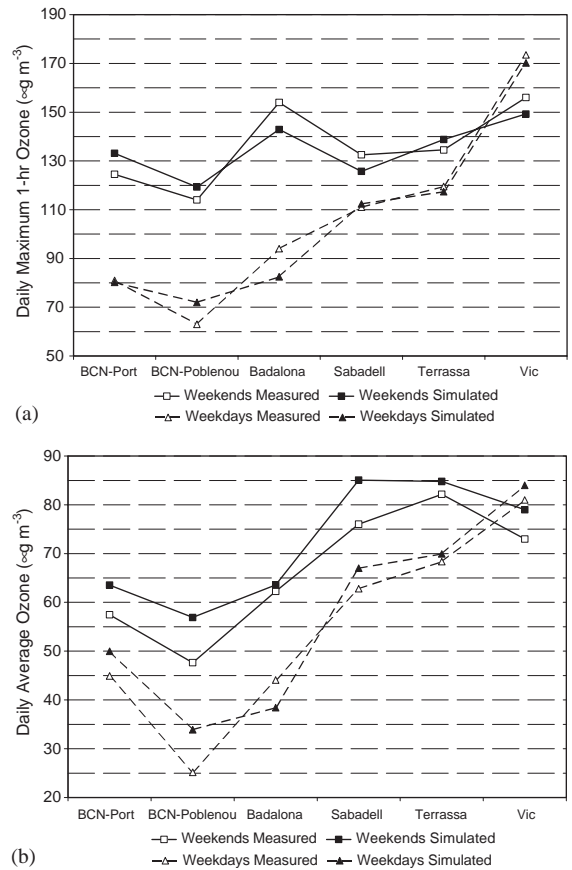 Daily Maximum 1-hr Ozone (∝g m-3)
190
170
150
130
110
90
70
50
BCN-Port BCN-Poblenou Badalona Sabadell Terrassa Vic
Weekends Measured Weekends Simulated
Weekdays Measured Weekdays Simulated
(a)
Daily Average Ozone (∝g m-3)
90
80
70
60
50
40
30
20
BCN-Port BCN-Poblenou Badalona Sabadell Terrassa Vic
Weekends Measured Weekends Simulated
Weekdays Measured Weekdays Simulated
(b)